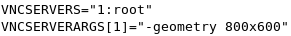 VNCSERVERS="1:root"
VNCSERVERARGS[1]="-geometry 800x600"